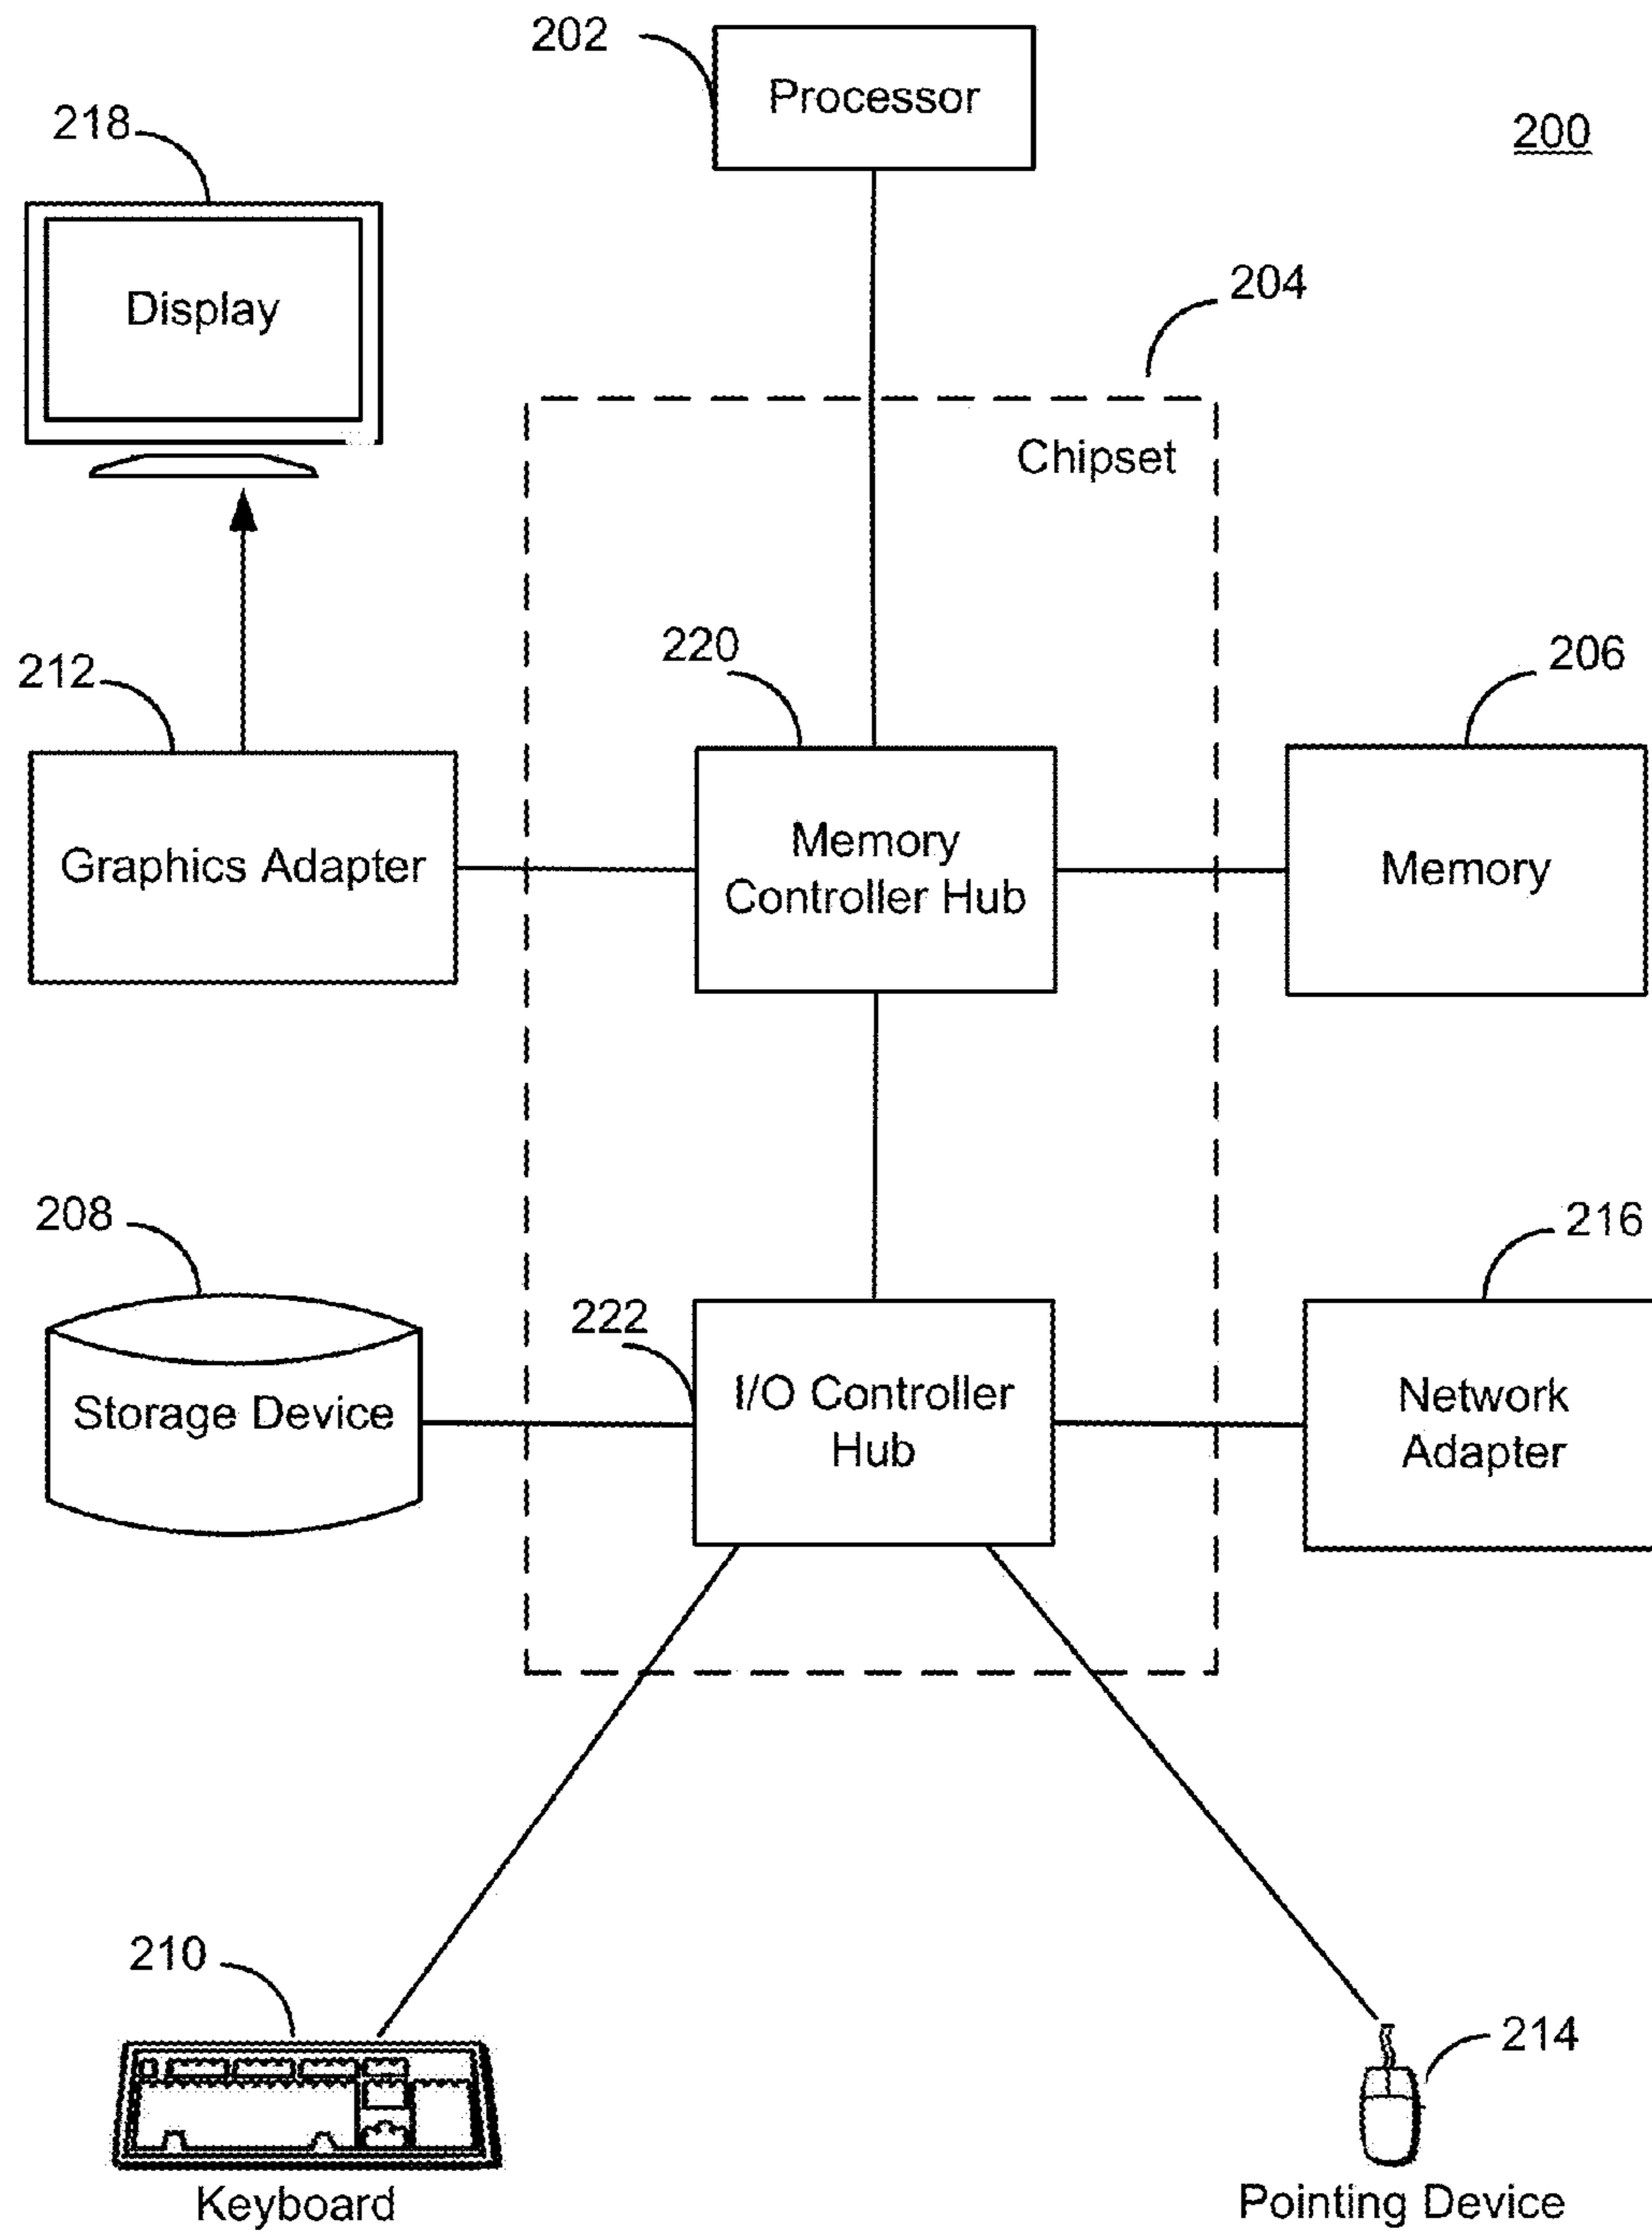 202
Processor
200
218
Display
204
Chipset
212
220
206
Graphics Adapter
Memory
Controller Hub
Memory
208
222
216
Storage Device
I/O Controller
Hub
Network
Adapter
210
214
Keyboard
Pointing Device